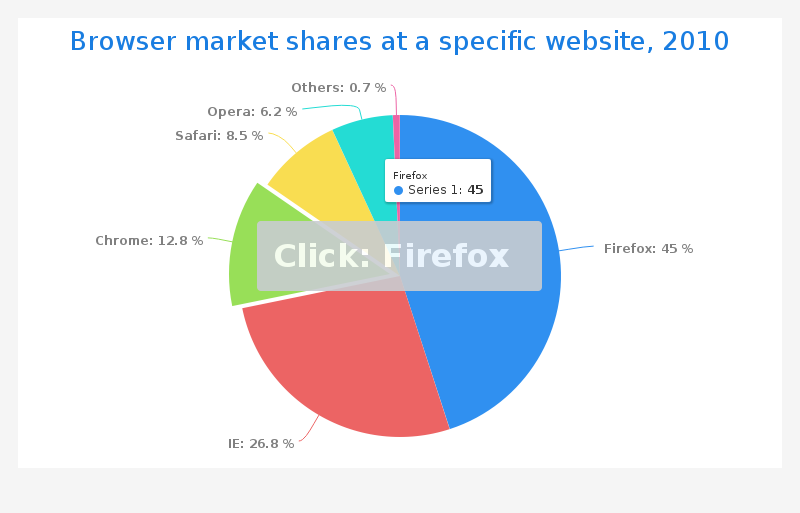 Browser market shares at a specific website, 2010
Others: 0.7 %
Opera: 6.2 %
Safari: 8.5 %
Firefox
Series 1: 45
Chrome: 12.8 %
Click: Firefox
Firefox: 45 %
IE: 26.8 %